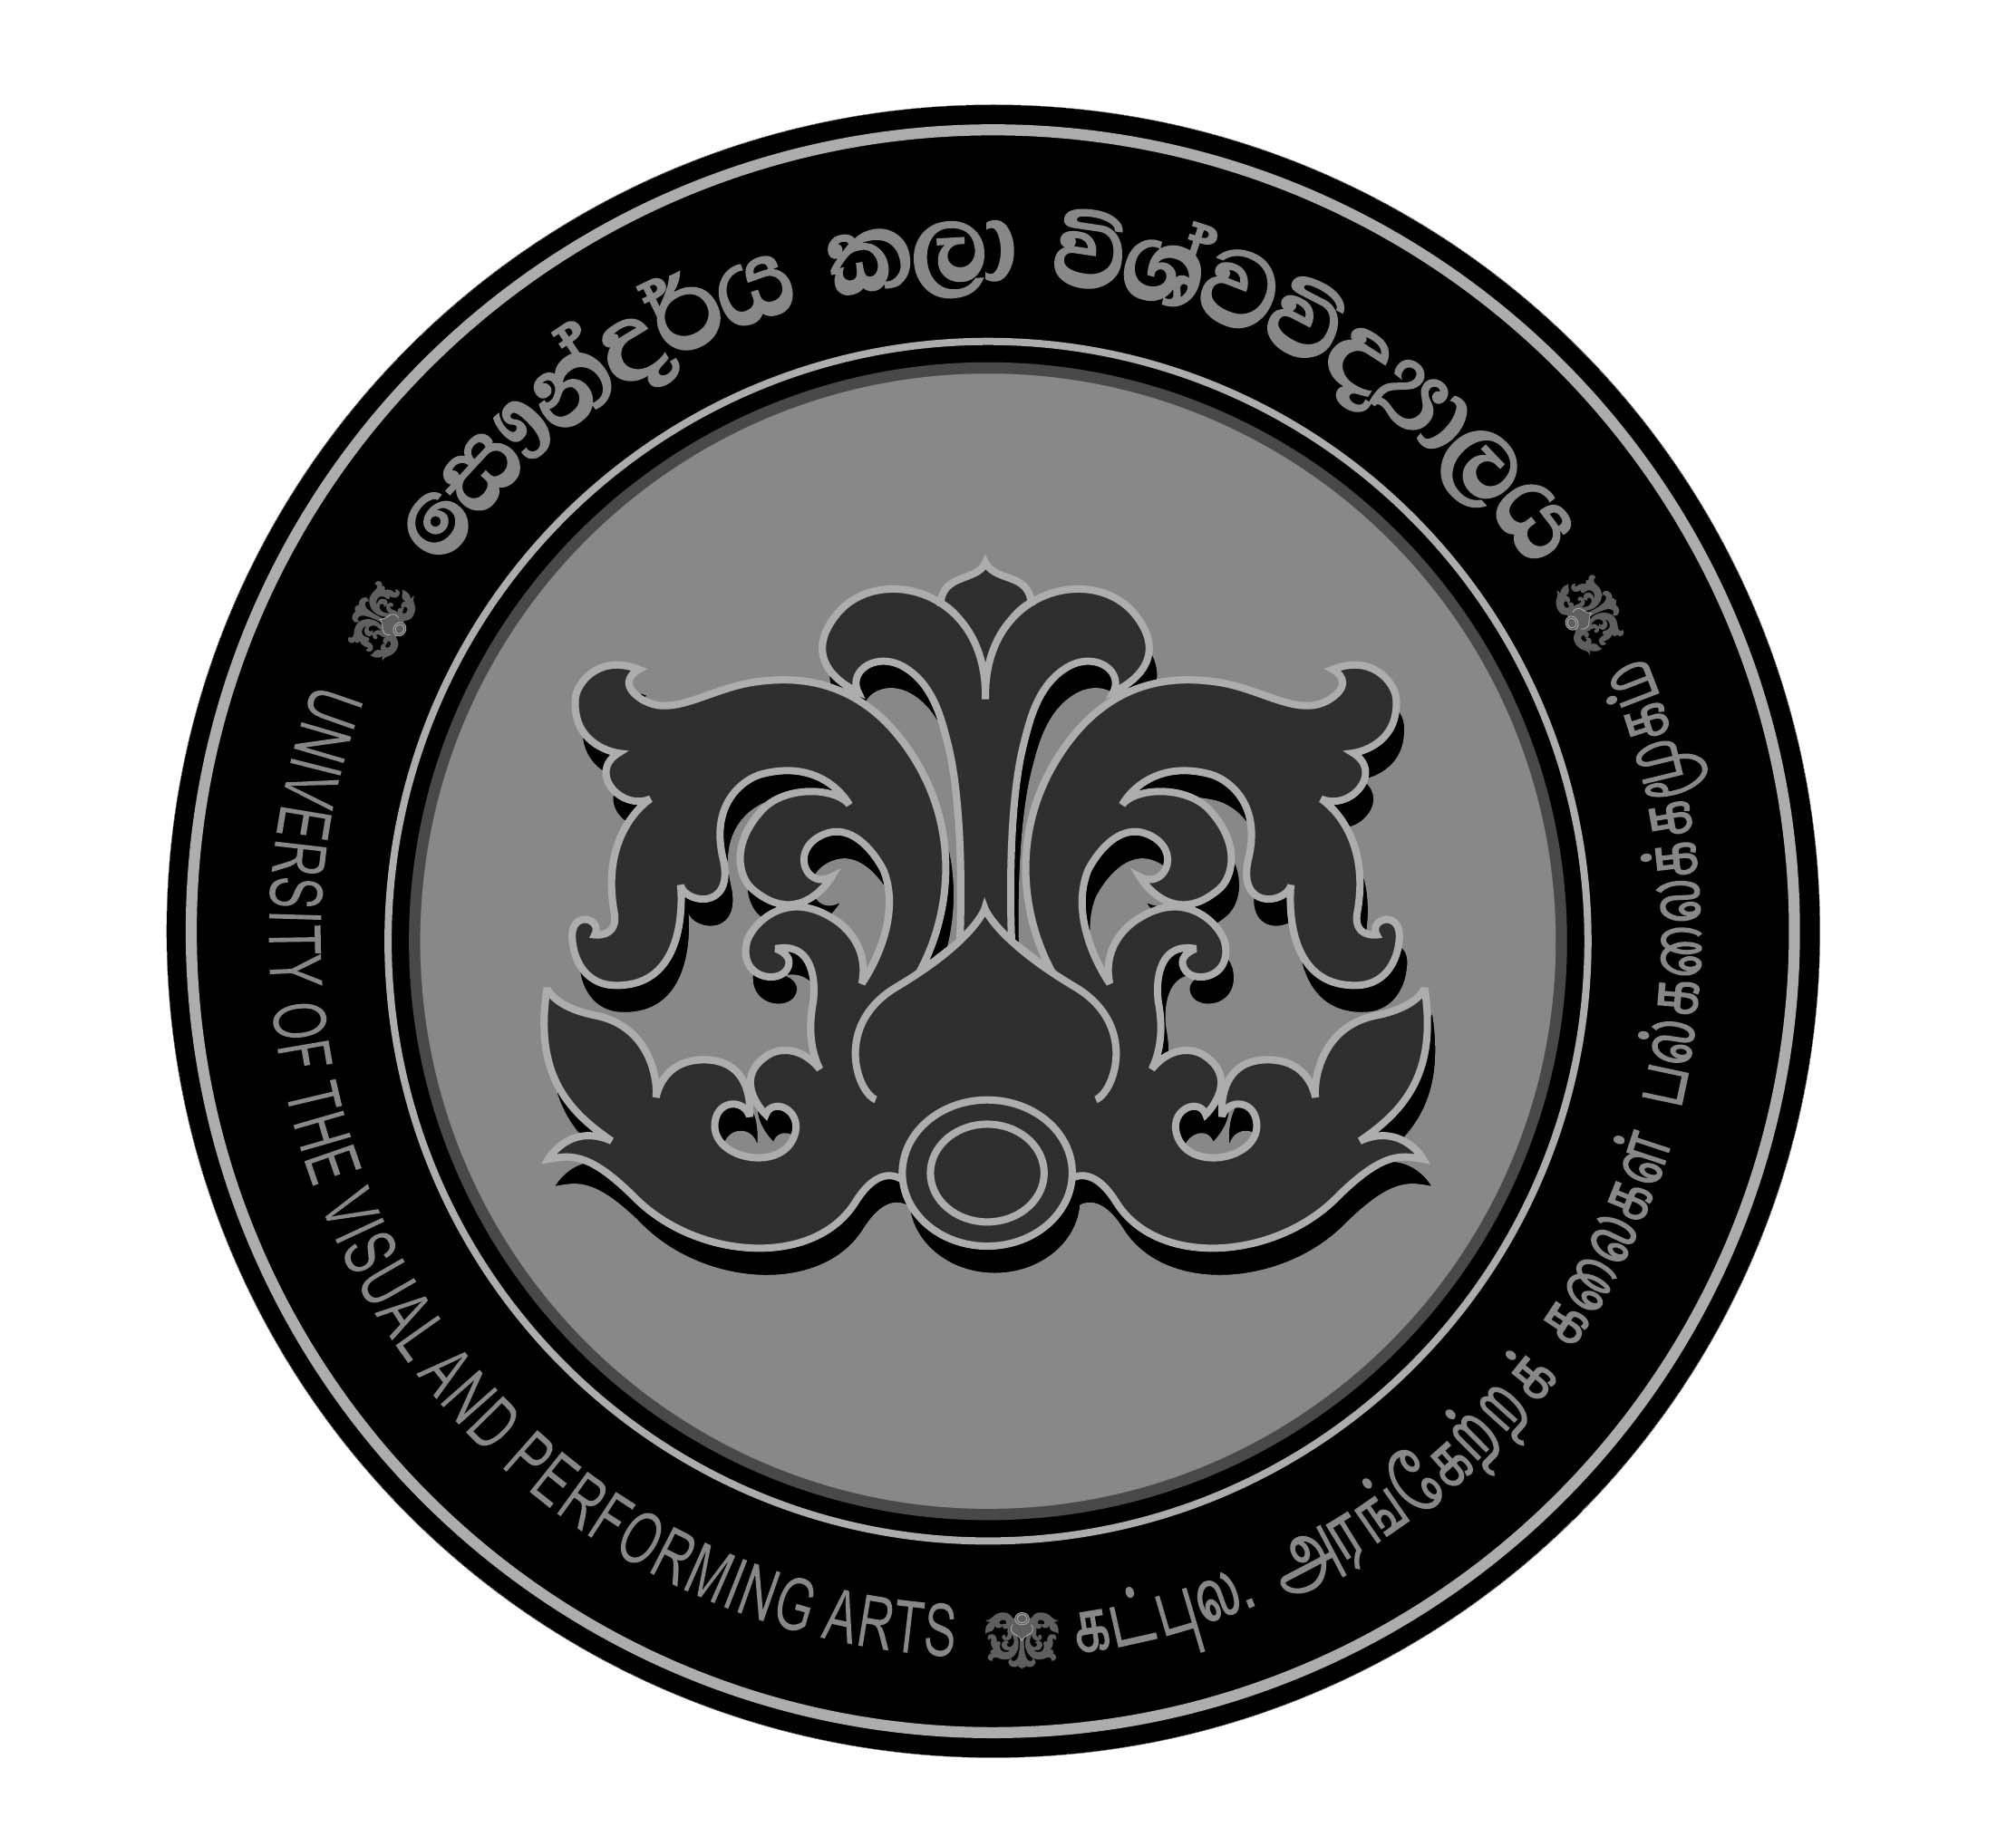 සෞන්දර්ය කලා විශ්වවිද්‍යාලය
கட்புல. அரங்கேற்றக் கலைகள் பல்கலைக்கழகம்
UNIVERSITY OF THE VISUAL AND PERFORMING ARTS